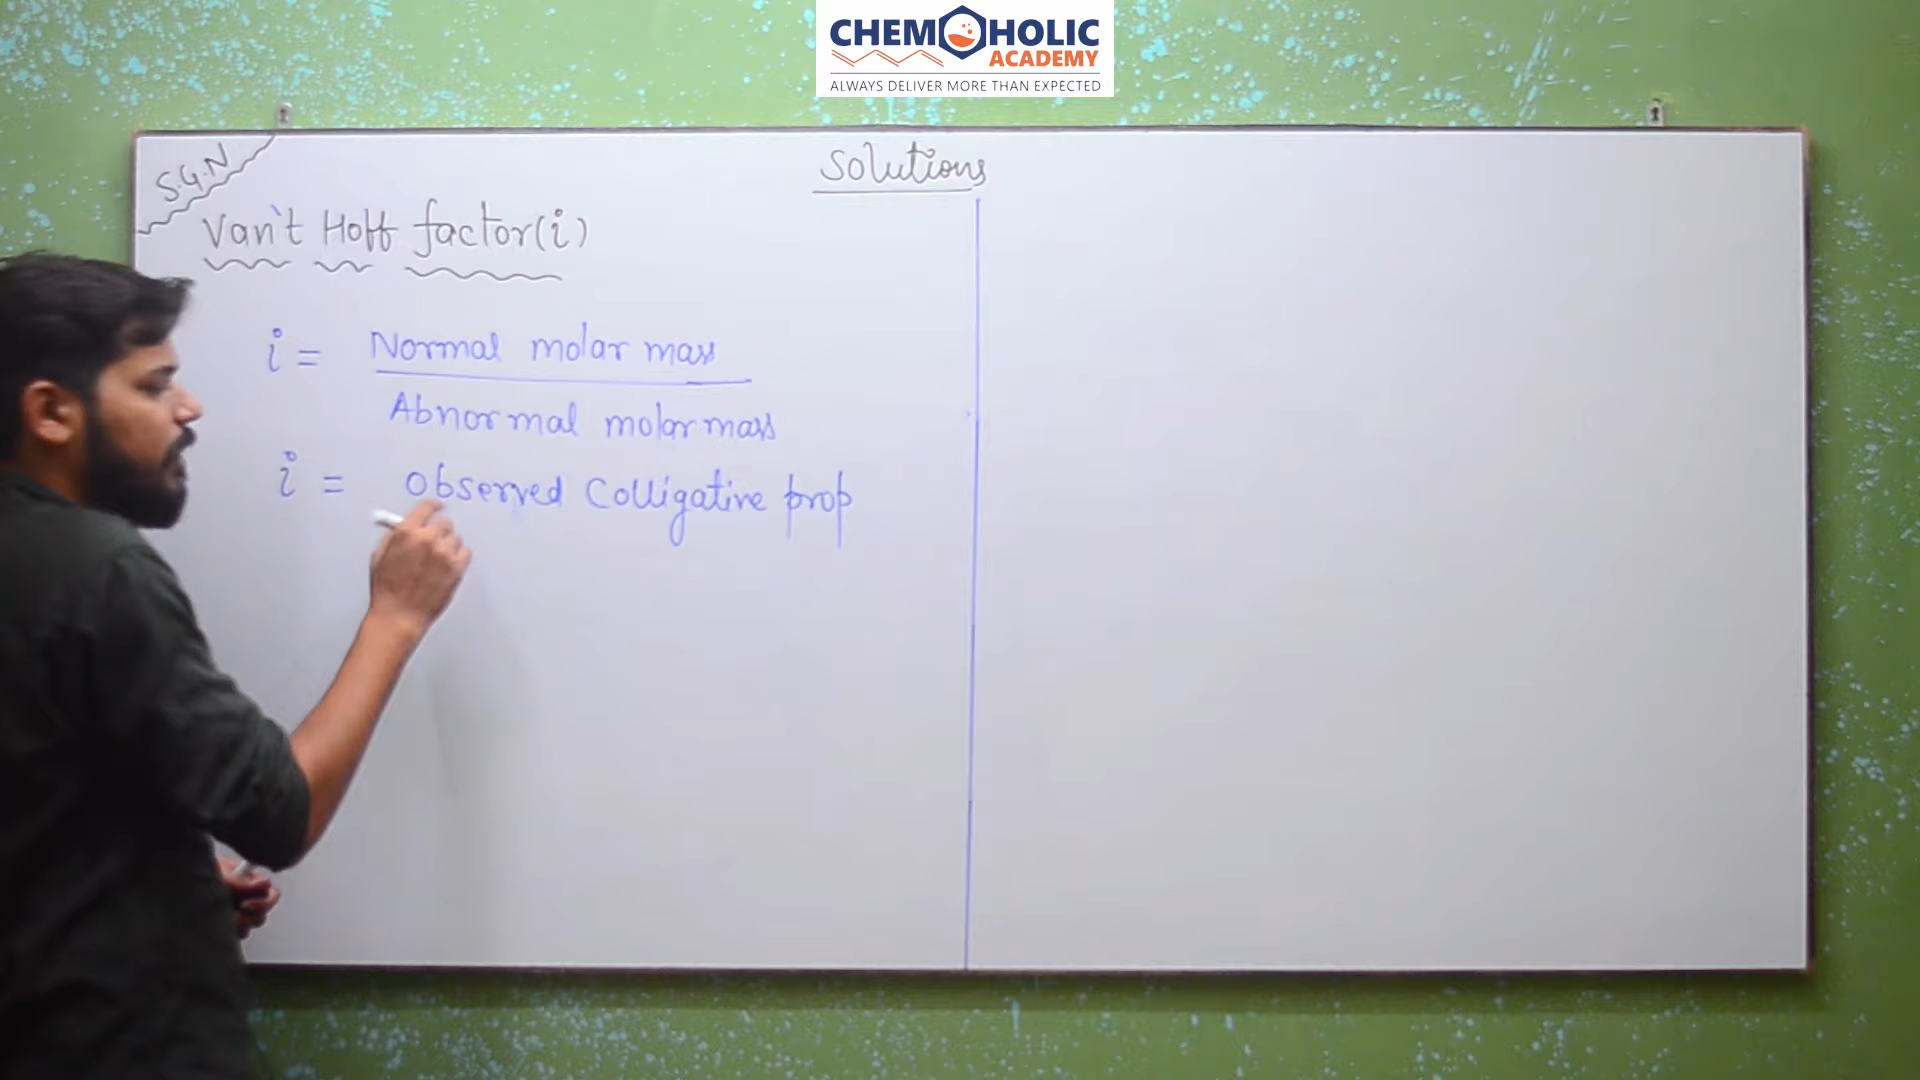 CHEMOHOLIC
ACADEMY
ALWAYS DELIVER MORE THAN EXPECTED
S.G.N
Solutions
Van't Hoff factor(i)
i = Normal molar mass
Abnormal molar mass
i = Observed Colligative prop